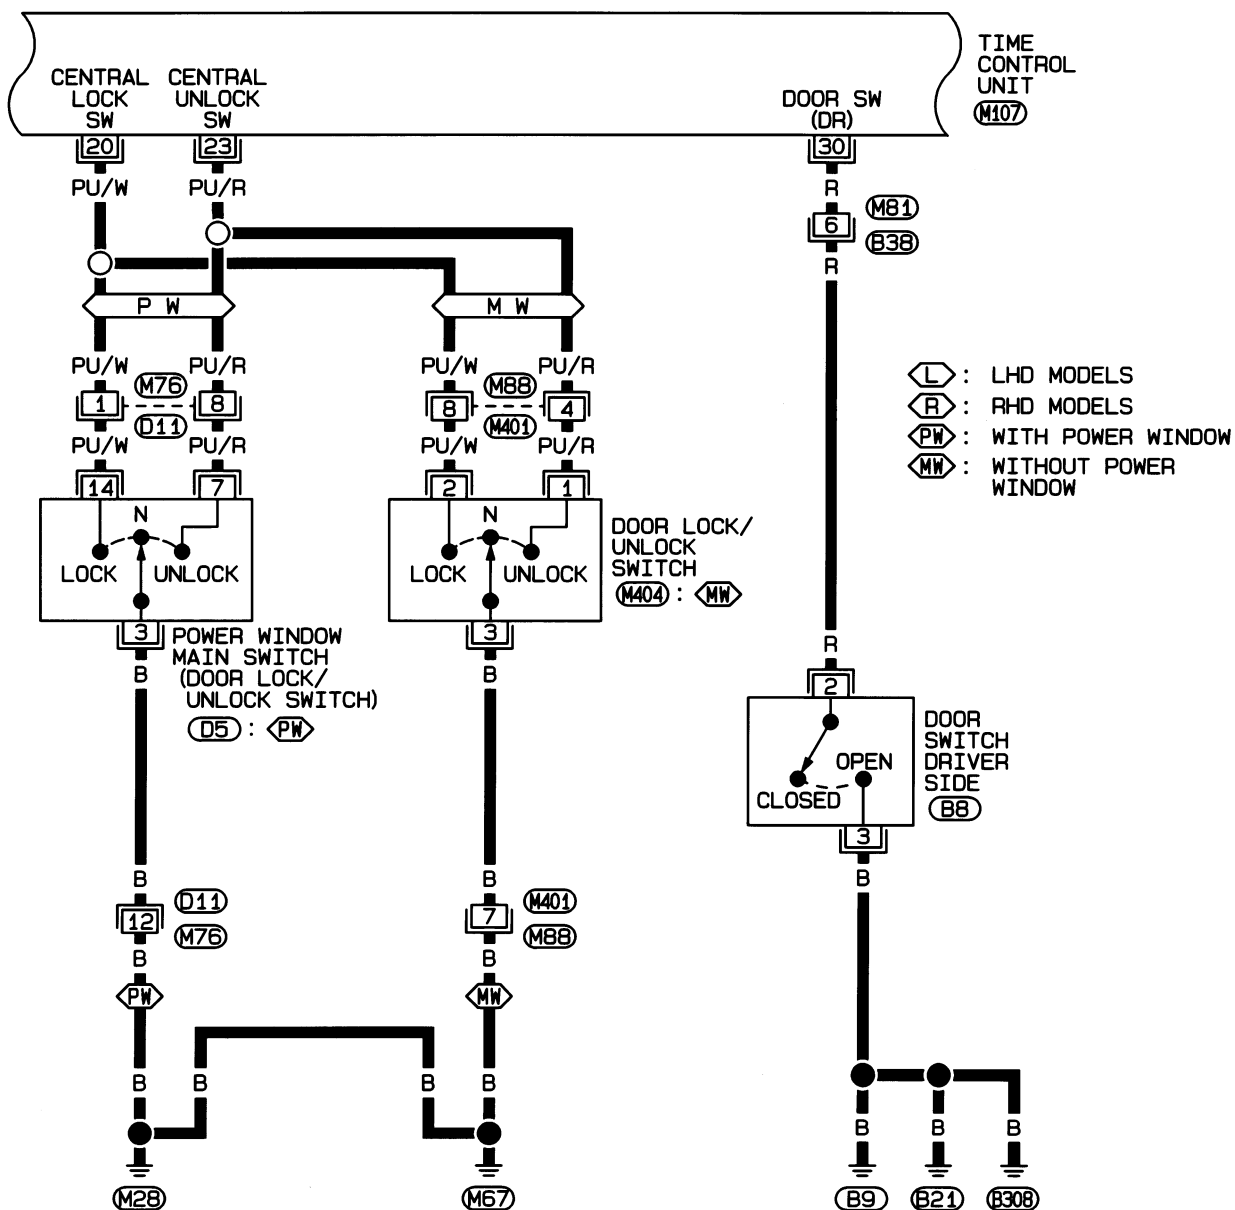 TIME
CONTROL
UNIT
M107
CENTRAL
LOCK
SW
CENTRAL
UNLOCK
SW
DOOR SW
(DR)
20
23
30
PU/W
PU/R
R
6
M81
B38
R
P W
M W
PU/W
PU/R
PU/W
PU/R
1
M76
8
D11
8
M88
4
M401
PU/W
PU/R
PU/W
PU/R
L : LHD MODELS
R : RHD MODELS
PW : WITH POWER WINDOW
MW : WITHOUT POWER
WINDOW
14
7
2
1
N
LOCK
UNLOCK
N
LOCK
UNLOCK
DOOR LOCK/
UNLOCK
SWITCH
M404 : MW
3
POWER WINDOW
MAIN SWITCH
(DOOR LOCK/
UNLOCK SWITCH)
D5 : PW
3
B
B
R
2
OPEN
CLOSED
DOOR
SWITCH
DRIVER
SIDE
B8
3
B
B
12
D11
M76
B
PW
B
7
M401
M88
B
MW
B
B
B
B
B
B
B
M28
M67
B9
B21
B308